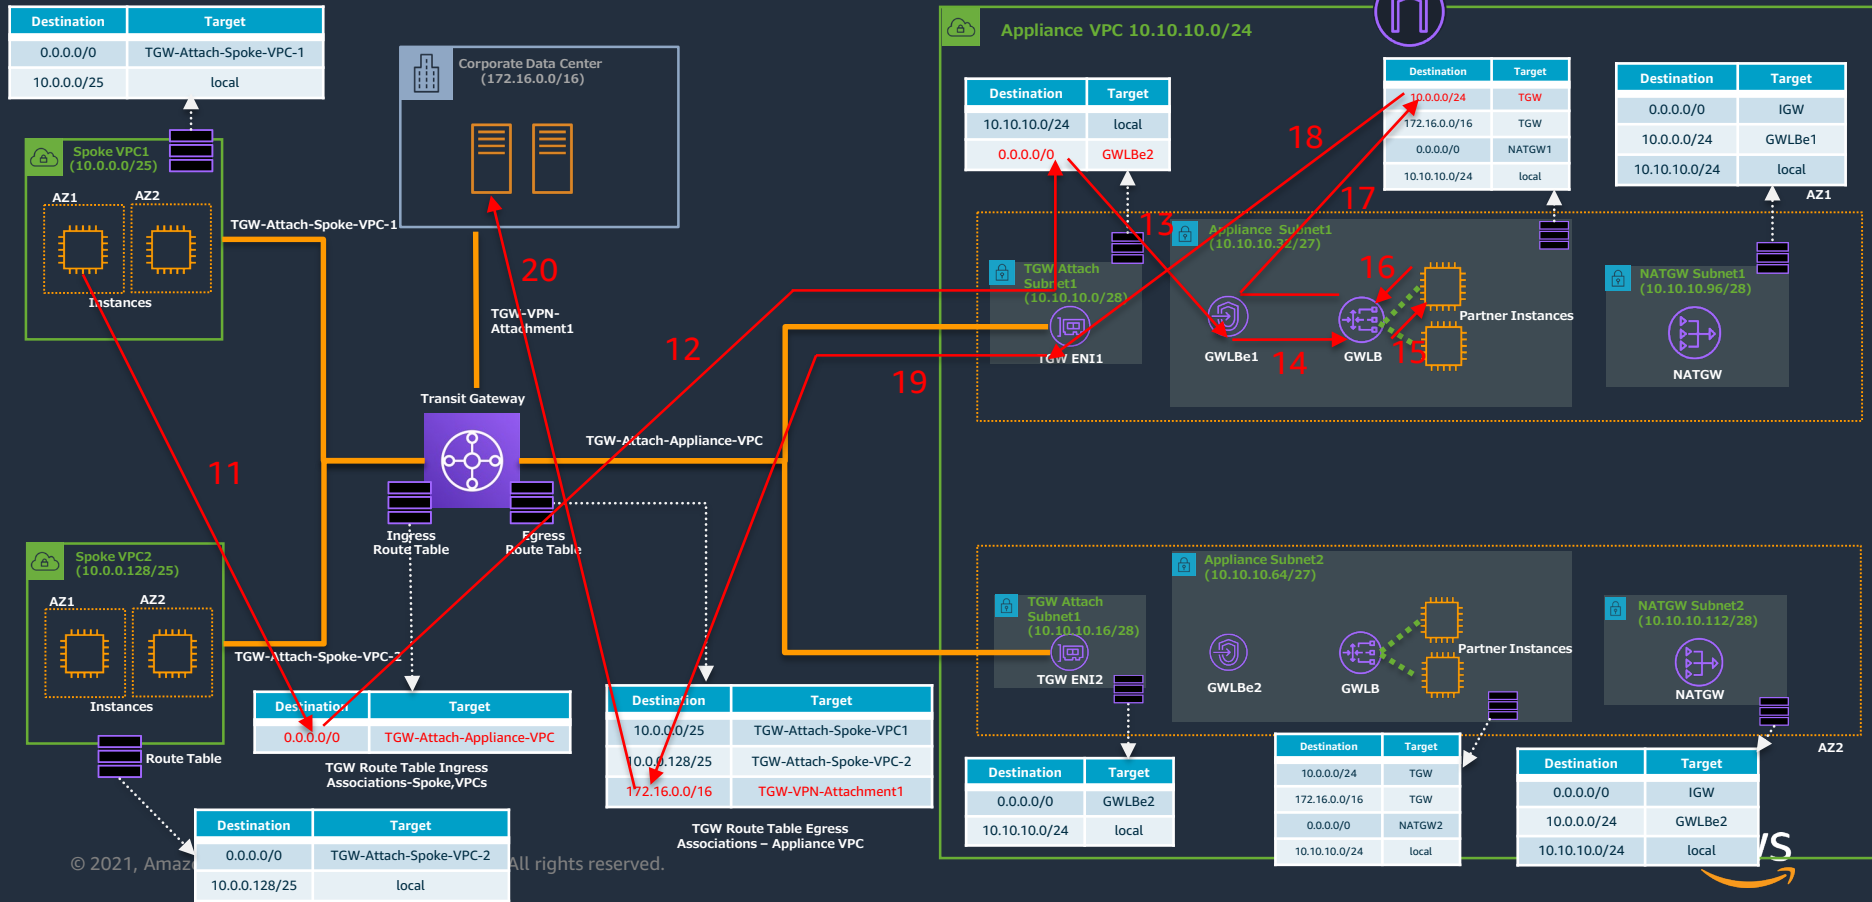 Destination Target
0.0.0.0/0 TGW-Attach-Spoke-VPC-1
10.0.0.0/25 local
Spoke VPC1
(10.0.0.0/25)
AZ1
AZ2
Instances
TGW-Attach-Spoke-VPC-1
Corporate Data Center
(172.16.0.0/16)
TGW-VPN-
Attachment1
Transit Gateway
TGW-Attach-Appliance-VPC
Ingress
Route Table
Egress
Route Table
Spoke VPC2
(10.0.0.128/25)
AZ1
AZ2
Instances
TGW-Attach-Spoke-VPC-2
Route Table
Destination Target
0.0.0.0/0 TGW-Attach-Appliance-VPC
TGW Route Table Ingress
Associations-Spoke,VPCs
Destination Target
10.0.0.0/25 TGW-Attach-Spoke-VPC1
10.0.0.128/25 TGW-Attach-Spoke-VPC-2
172.16.0.0/16 TGW-VPN-Attachment1
TGW Route Table Egress
Associations – Appliance VPC
Destination Target
0.0.0.0/0 TGW-Attach-Spoke-VPC-2
10.0.0.128/25 local
© 2021, All rights reserved.
Appliance VPC 10.10.10.0/24
Destination Target
10.10.10.0/24 local
0.0.0.0/0 GWLBe2
Destination Target
10.0.0.0/24 TGW
172.16.0.0/16 TGW
0.0.0.0/0 NATGW1
10.10.10.0/24 local
Destination Target
0.0.0.0/0 IGW
10.0.0.0/24 GWLBe1
10.10.10.0/24 local
AZ1
TGW Attach
Subnet1
(10.10.10.0/28)
TGW ENI1
Appliance Subnet1
(10.10.10.32/27)
GWLBe1
GWLB
Partner Instances
NATGW Subnet1
(10.10.10.96/28)
NATGW
11
12
13
14
15
16
17
18
19
20
TGW Attach
Subnet1
(10.10.10.16/28)
TGW ENI2
Appliance Subnet2
(10.10.10.64/27)
GWLBe2
GWLB
Partner Instances
NATGW Subnet2
(10.10.10.112/28)
NATGW
AZ2
Destination Target
0.0.0.0/0 GWLBe2
10.10.10.0/24 local
Destination Target
10.0.0.0/24 TGW
172.16.0.0/16 TGW
0.0.0.0/0 NATGW2
10.10.10.0/24 local
Destination Target
0.0.0.0/0 IGW
10.0.0.0/24 GWLBe2
10.10.10.0/24 local